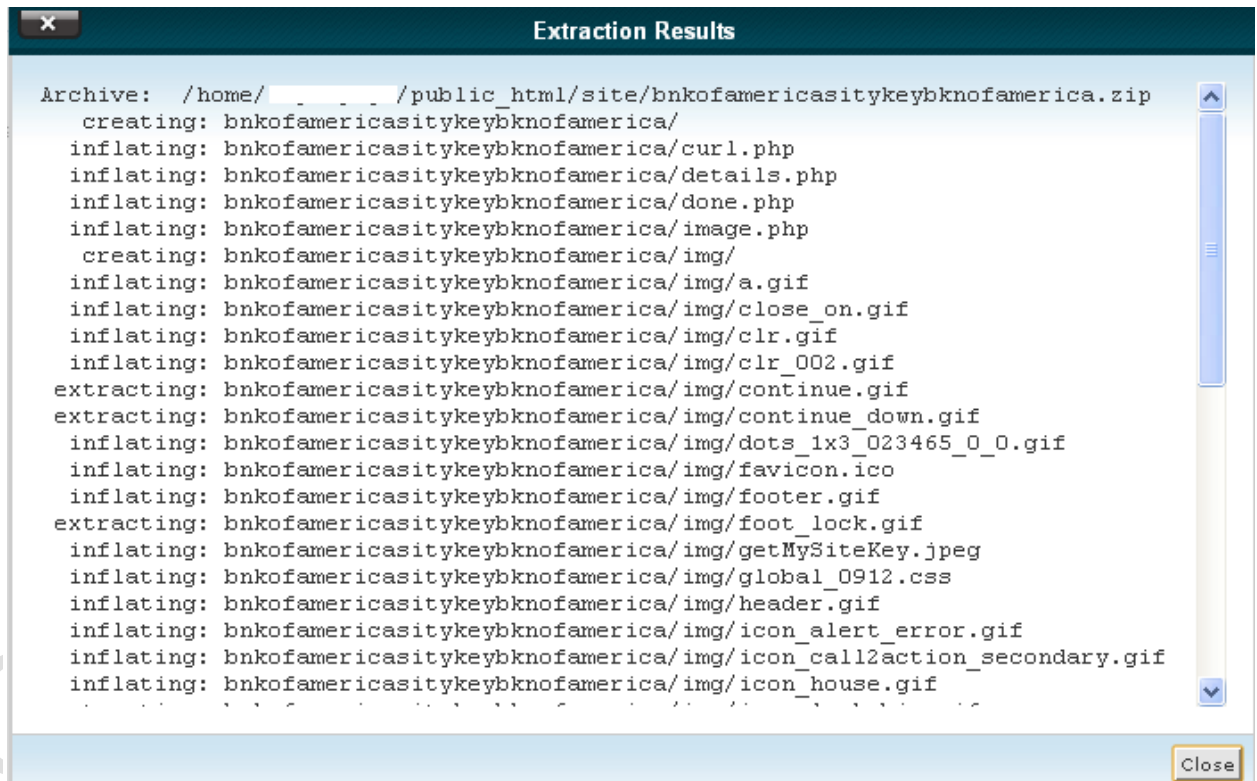 Extraction Results
Archive: /home/ /public_html/site/bnkofamericasitykeybknofamerica.zip
creating: bnkofamericasitykeybknofamerica/
inflating: bnkofamericasitykeybknofamerica/curl.php
inflating: bnkofamericasitykeybknofamerica/details.php
inflating: bnkofamericasitykeybknofamerica/done.php
inflating: bnkofamericasitykeybknofamerica/image.php
creating: bnkofamericasitykeybknofamerica/img/
inflating: bnkofamericasitykeybknofamerica/img/a.gif
inflating: bnkofamericasitykeybknofamerica/img/close_on.gif
inflating: bnkofamericasitykeybknofamerica/img/clr.gif
inflating: bnkofamericasitykeybknofamerica/img/clr_002.gif
extracting: bnkofamericasitykeybknofamerica/img/continue.gif
extracting: bnkofamericasitykeybknofamerica/img/continue_down.gif
inflating: bnkofamericasitykeybknofamerica/img/dots_1x3_023465_0_0.gif
inflating: bnkofamericasitykeybknofamerica/img/favicon.ico
inflating: bnkofamericasitykeybknofamerica/img/footer.gif
extracting: bnkofamericasitykeybknofamerica/img/foot_lock.gif
inflating: bnkofamericasitykeybknofamerica/img/getMySiteKey.jpeg
inflating: bnkofamericasitykeybknofamerica/img/global_0912.css
inflating: bnkofamericasitykeybknofamerica/img/header.gif
inflating: bnkofamericasitykeybknofamerica/img/icon_alert_error.gif
inflating: bnkofamericasitykeybknofamerica/img/icon_call2action_secondary.gif
inflating: bnkofamericasitykeybknofamerica/img/icon_house.gif
Close